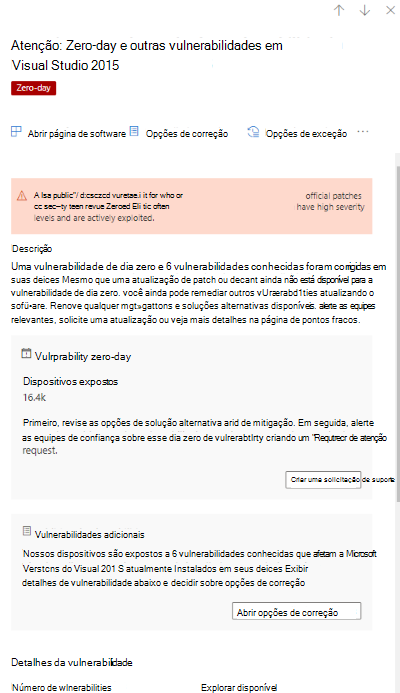 Atenção: Zero-day e outras vulnerabilidades em
Visual Studio 2015
Zero-day
Abrir página de software Opções de correção Opções de exceção ...
A lsa public"/ d:csczcd vuretae.i it for who or
cc sec--ty teen revue Zeroed Eli tic often
levels and are actively exploited.
official patches
have high severity
Descrição
Uma vulnerabilidade de dia zero e 6 vulnerabilidades conhecidas foram corrigidas em
suas deices Mesmo que uma atualização de patch ou decant ainda não está disponível para a
vulnerabilidade de dia zero. você ainda pode remediar outros vUræerabd1ties atualizando o
sofü•are. Renove qualquer mgt»gattons e soluções alternativas disponíveis. alerte as equipes
relevantes, solicite uma atualização ou veja mais detalhes na página de pontos fracos.
Vulrprability zero-day
Dispositivos expostos
16.4k
Primeiro, revise as opções de solução alternativa arid de mitigação. Em seguida, alerte
as equipes de confiança sobre esse dia zero de vulrerabtlrty criando um "Requtrecr de atenção
request.
Criar uma solicitação de suporte
Vulnerabilidades adicionais
Nossos dispositivos são expostos a 6 vulnerabilidades conhecidas que afetam a Microsoft
Verstcns do Visual 201 S atualmente Instalados em seus deices Exibir
detalhes de vulnerabilidade abaixo e decidir sobre opções de correção
Abrir opções de correção
Detalhes da vulnerabilidade
Número de wlnerabilities Explorar disponível